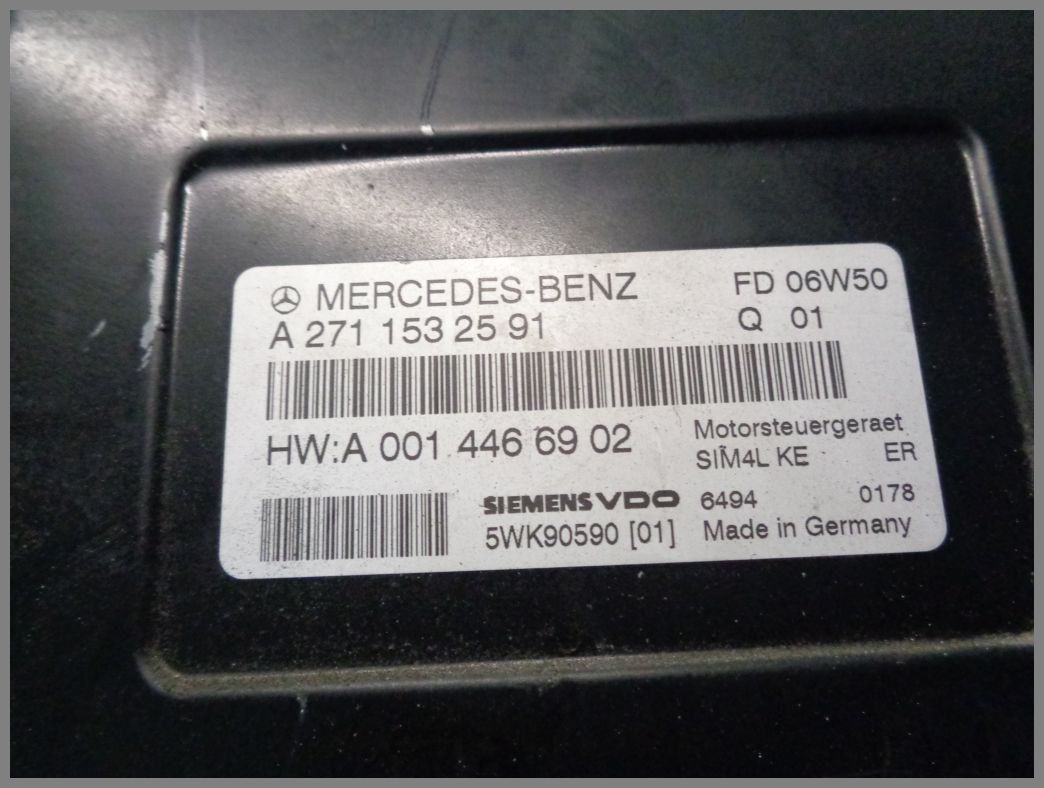 MERCEDES-BENZ FD 06W50
A 271 153 25 91 Q 01
HW:A 001 446 69 02
Motorsteuergeraet
SIM4L KE ER
SIEMENS VDO 6494 0178
5WK90590 [01] Made in Germany